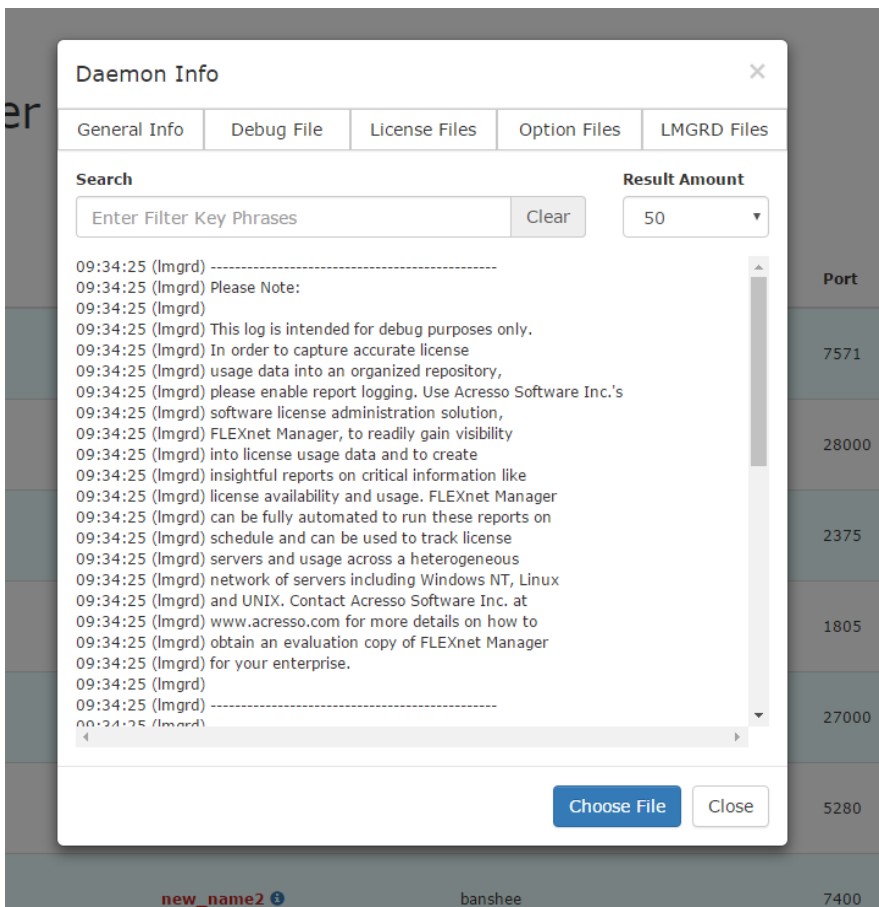 er
Daemon Info ×
General Info Debug File License Files Option Files LMGRD Files
Search Result Amount
Enter Filter Key Phrases Clear 50
09:34:25 (lmgrd) -----------------------------------------------
09:34:25 (lmgrd) Please Note:
09:34:25 (lmgrd)
09:34:25 (lmgrd) This log is intended for debug purposes only.
09:34:25 (lmgrd) In order to capture accurate license
09:34:25 (lmgrd) usage data into an organized repository,
09:34:25 (lmgrd) please enable report logging. Use Acresso Software Inc.'s
09:34:25 (lmgrd) software license administration solution,
09:34:25 (lmgrd) FLEXnet Manager, to readily gain visibility
09:34:25 (lmgrd) into license usage data and to create
09:34:25 (lmgrd) insightful reports on critical information like
09:34:25 (lmgrd) license availability and usage. FLEXnet Manager
09:34:25 (lmgrd) can be fully automated to run these reports on
09:34:25 (lmgrd) schedule and can be used to track license
09:34:25 (lmgrd) servers and usage across a heterogeneous
09:34:25 (lmgrd) network of servers including Windows NT, Linux
09:34:25 (lmgrd) and UNIX. Contact Acresso Software Inc. at
09:34:25 (lmgrd) www.acresso.com for more details on how to
09:34:25 (lmgrd) obtain an evaluation copy of FLEXnet Manager
09:34:25 (lmgrd) for your enterprise.
09:34:25 (lmgrd)
09:34:25 (lmgrd) -----------------------------------------------
09:34:25 (lmgrd)
Choose File Close
Port
7571
28000
2375
1805
27000
5280
new_name2 banshee 7400